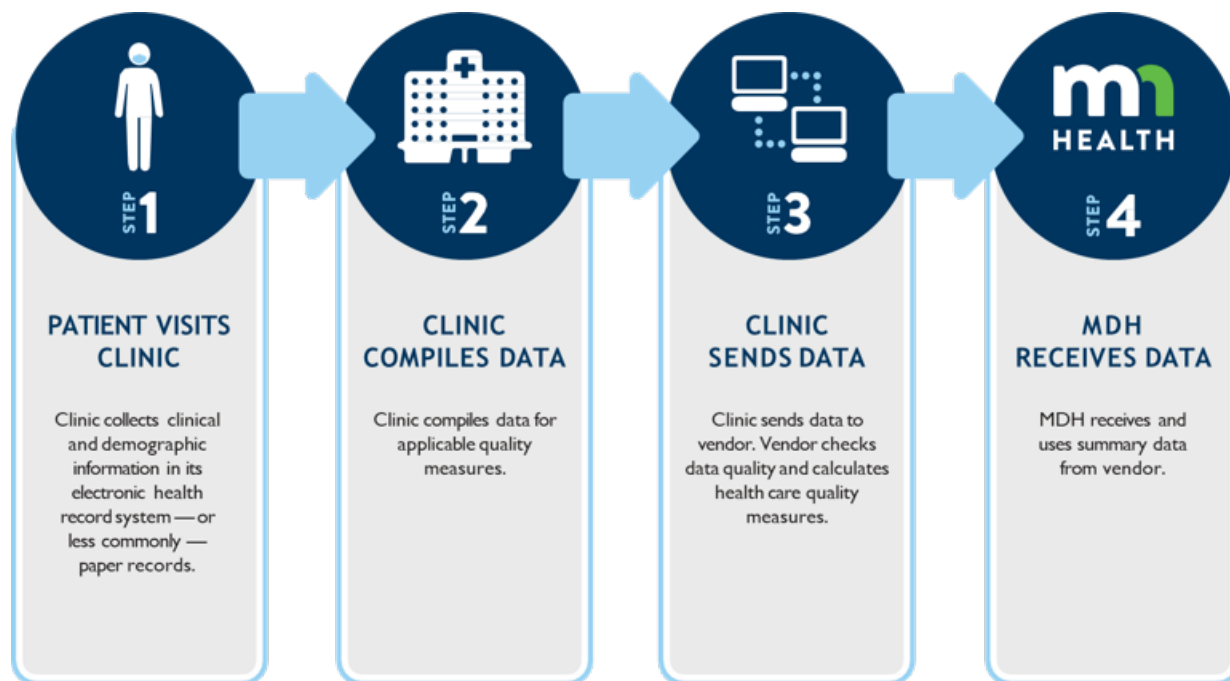 STEP 1
PATIENT VISITS
CLINIC
Clinic collects clinical
and demographic
information in its
electronic health
record system — or
less commonly —
paper records.
STEP 2
CLINIC
COMPILES DATA
Clinic compiles data for
applicable quality
measures.
STEP 3
CLINIC
SENDS DATA
Clinic sends data to
vendor. Vendor checks
data quality and calculates
health care quality
measures.
mn
HEALTH
STEP 4
MDH
RECEIVES DATA
MDH receives and
uses summary data
from vendor.